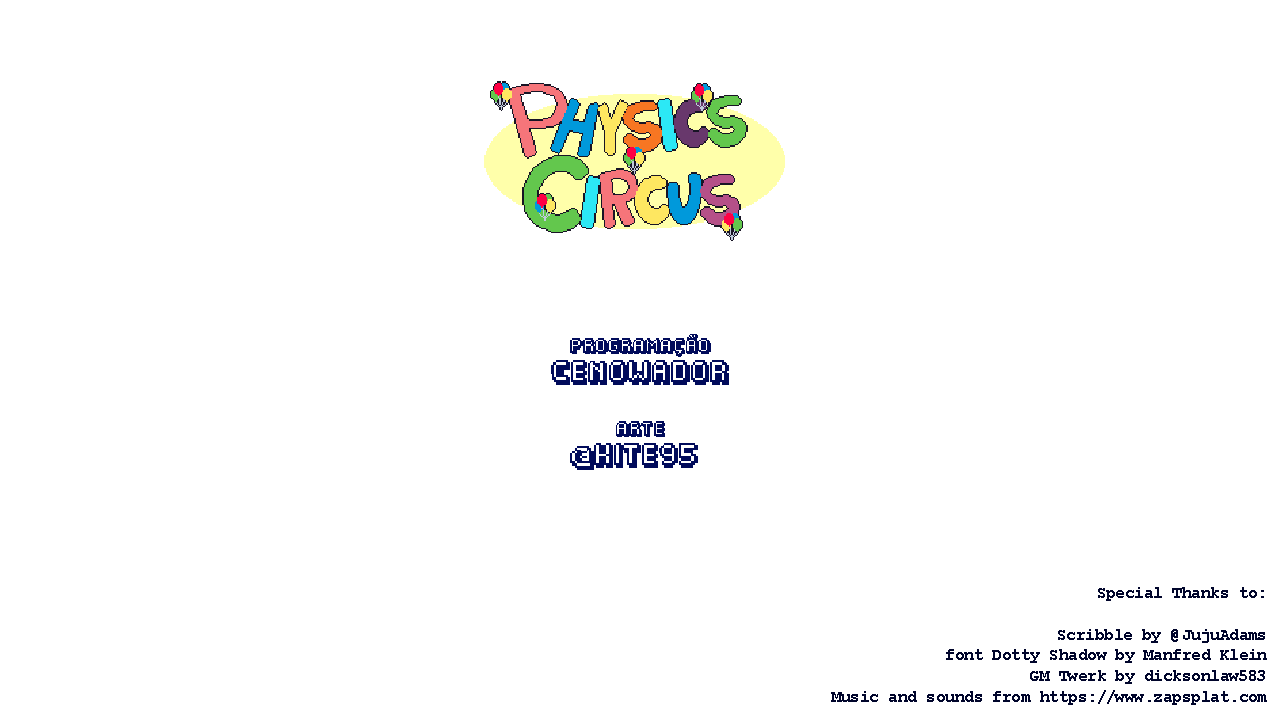 PHYSICS
CIRCUS
PROGRAMAÇÃO
CENOWADOR
ARTE
@KITE95
Special Thanks to:
Scribble by @JujuAdams
font Dotty Shadow by Manfred Klein
GM Twerk by dicksonlaw583
Music and sounds from https://www.zapsplat.com